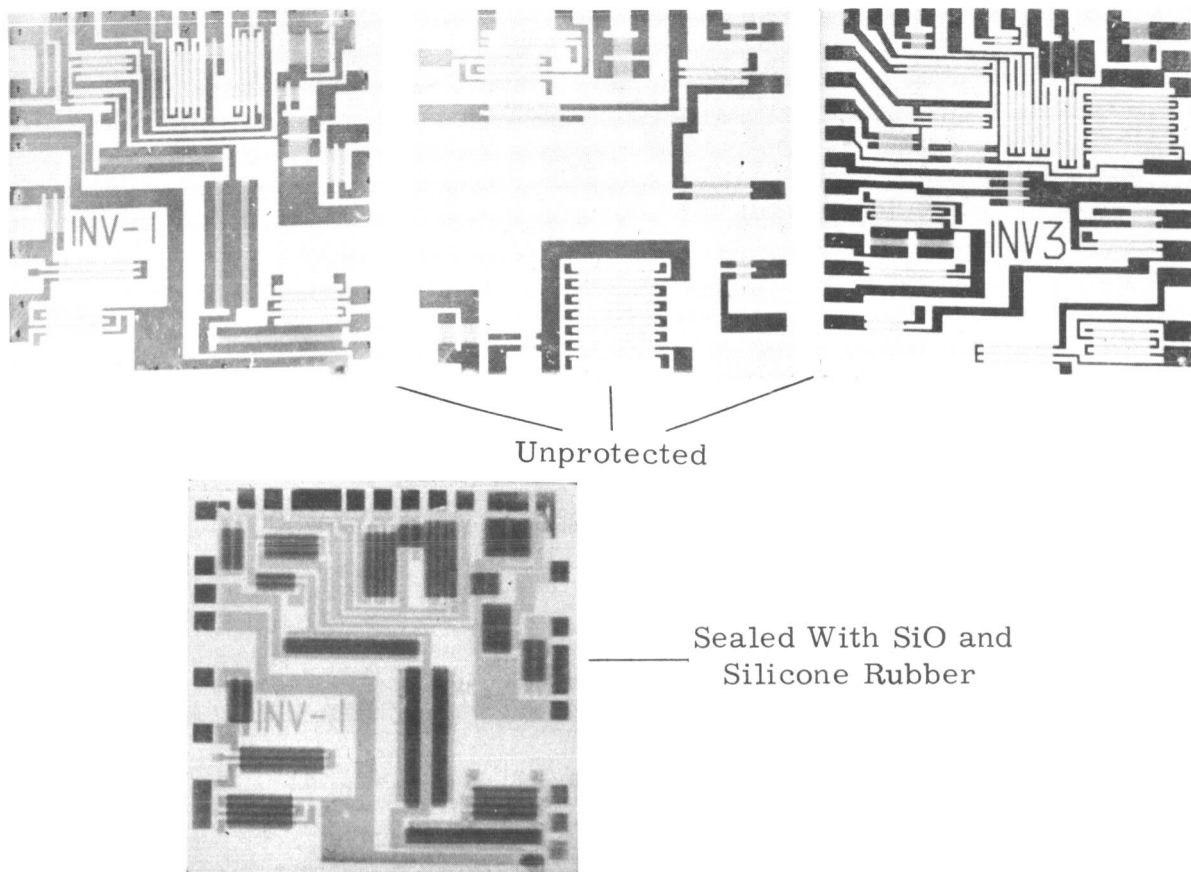 INV-1
INV3
Unprotected
INV-1
Sealed With SiO and
Silicone Rubber